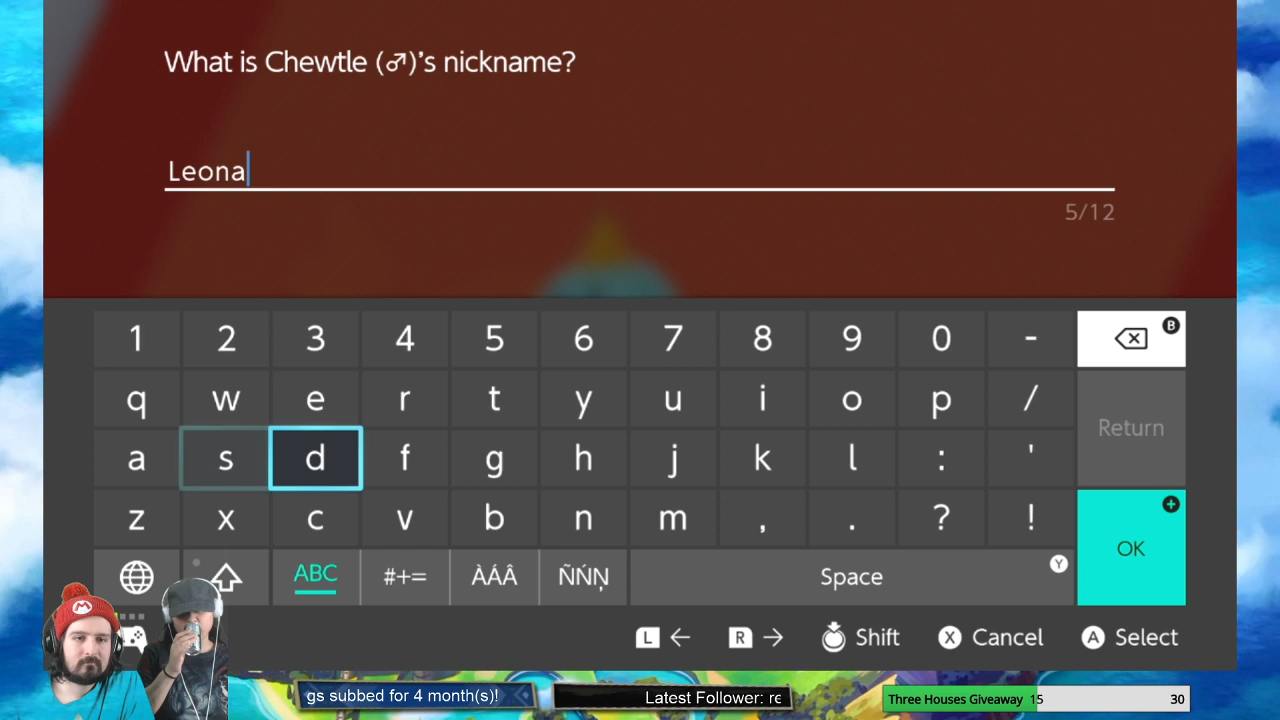 What is Chewtle (♂)'s nickname?
Leona
5/12
1 2 3 4 5 6 7 8 9 0 -
q w e r t y u i o p /
Return
a s d f g h j k l : '
z x c v b n m , . ? !
OK
ABC #+= ÀÁÂ ÑŃŅ Space
L ← R → Shift X Cancel A Select
gs subbed for 4 month(s)!
Latest Follower: re
Three Houses Giveaway 15 30
B
+
Y
M